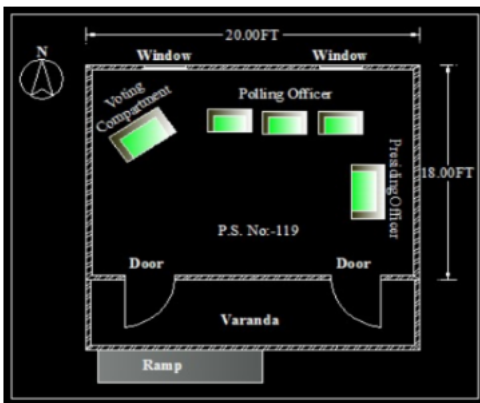 20.00FT
N
Window
Window
Voting
Compartment
Polling Officer
Presiding Officer
18.00FT
P.S. No:-119
Door
Door
Varanda
Ramp